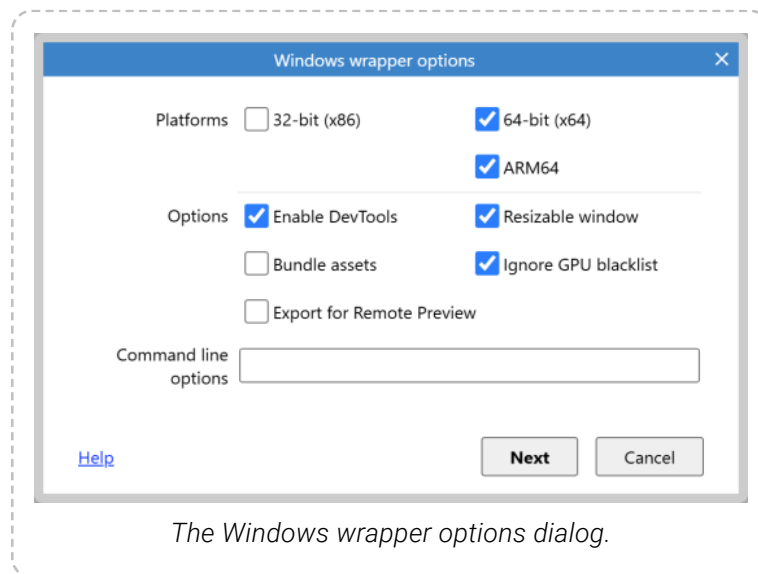 Windows wrapper options
Platforms 32-bit (x86) 64-bit (x64)
ARM64
Options Enable DevTools Resizable window
Bundle assets Ignore GPU blacklist
Export for Remote Preview
Command line
options
Help Next Cancel
The Windows wrapper options dialog.